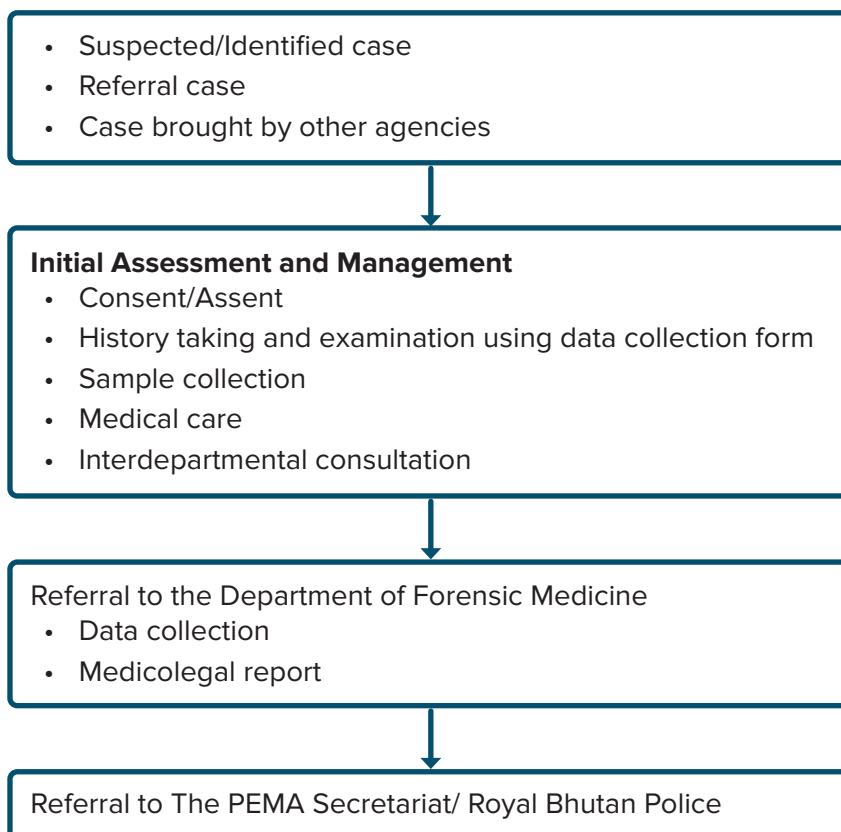 • Suspected/Identified case
• Referral case
• Case brought by other agencies
Initial Assessment and Management
• Consent/Assent
• History taking and examination using data collection form
• Sample collection
• Medical care
• Interdepartmental consultation
Referral to the Department of Forensic Medicine
• Data collection
• Medicolegal report
Referral to The PEMA Secretariat/ Royal Bhutan Police